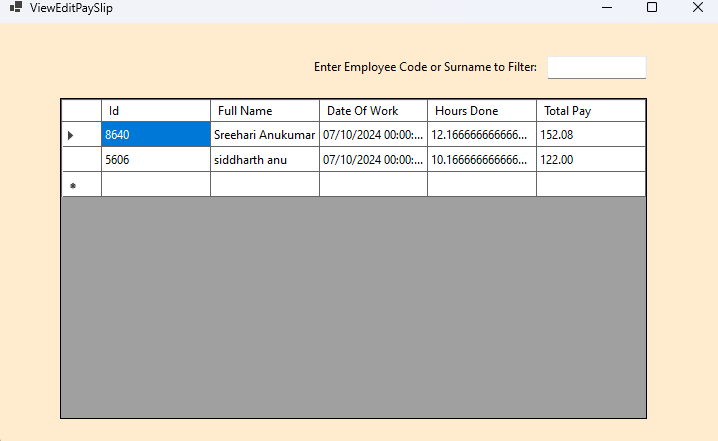 ViewEditPaySlip
Enter Employee Code or Surname to Filter:
Id Full Name Date Of Work Hours Done Total Pay
8640 Sreehari Anukumar 07/10/2024 00:00:... 12.166666666666... 152.08
5606 siddharth anu 07/10/2024 00:00:... 10.166666666666... 122.00